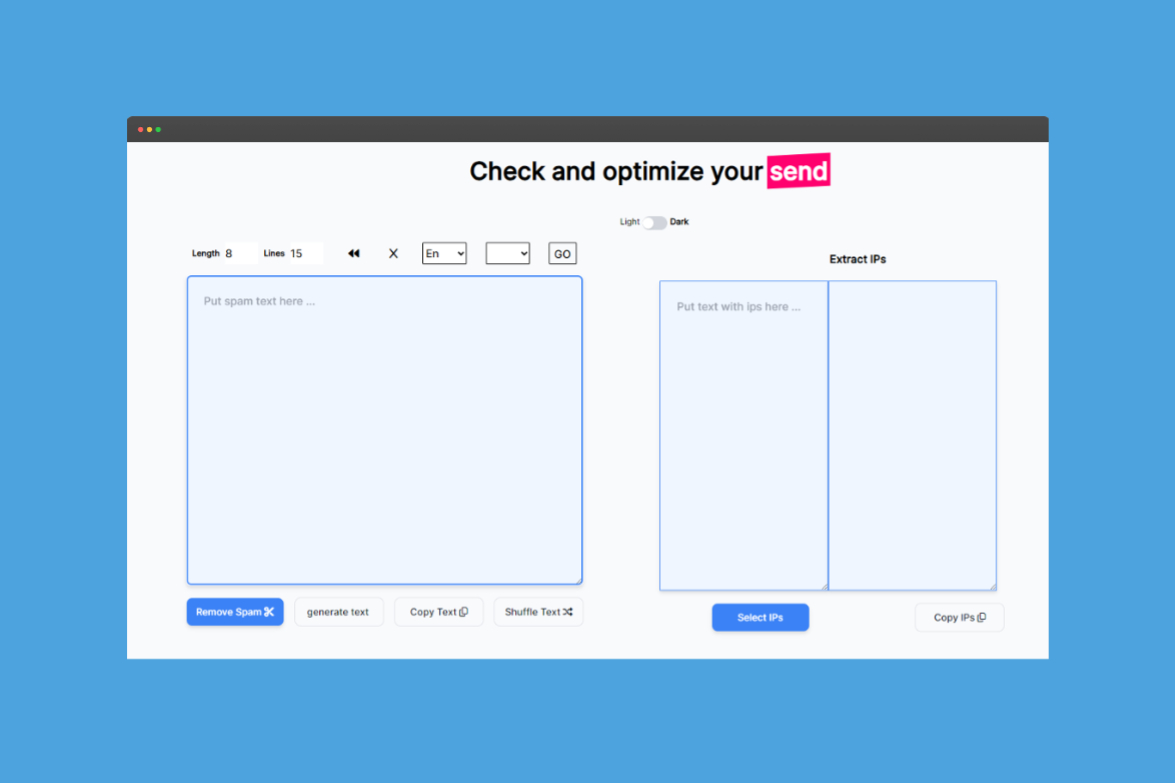 Check and optimize your send
Light Dark
Length 8 Lines 15 X En GO
Extract IPs
Put spam text here ...
Put text with ips here ...
Remove Spam generate text Copy Text Shuffle Text
Select IPs Copy IPs